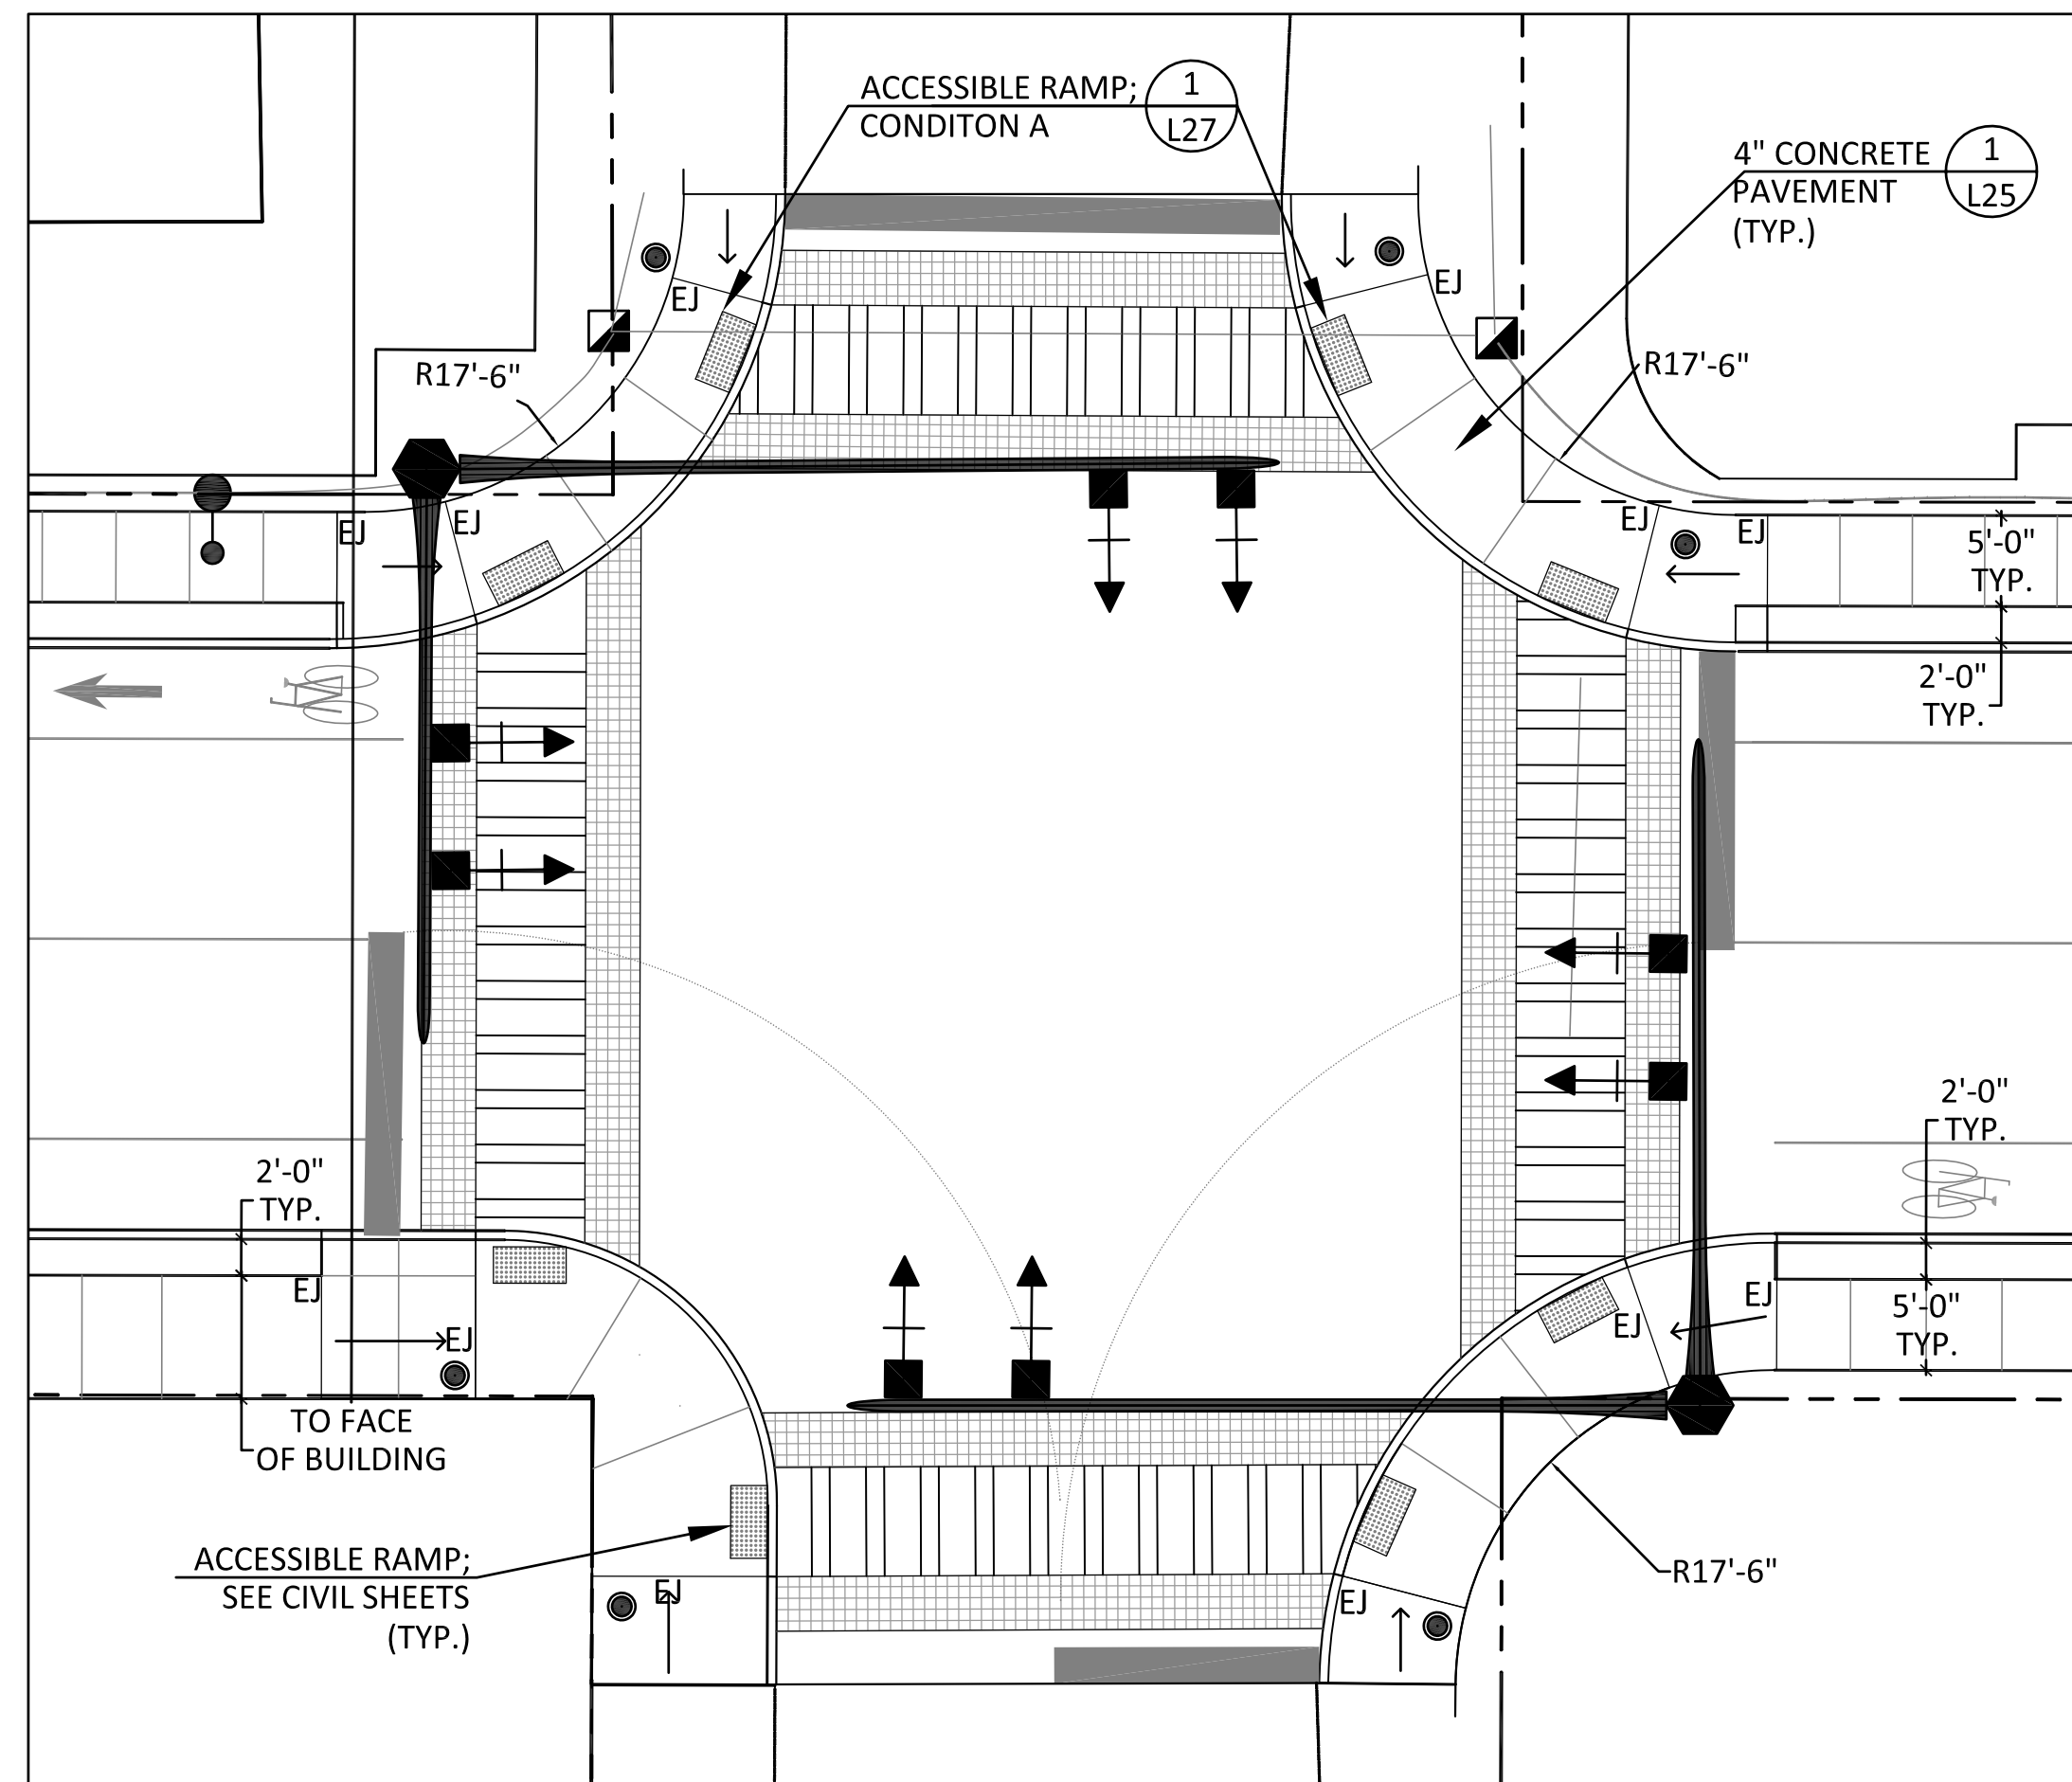 ACCESSIBLE RAMP;
CONDITON A
1
L27
4" CONCRETE
PAVEMENT
(TYP.)
1
L25
EJ
EJ
R17'-6"
R17'-6"
EJ
EJ
EJ
EJ
5'-0"
TYP.
2'-0"
TYP.
2'-0"
TYP.
2'-0"
TYP.
EJ
EJ
EJ
EJ
5'-0"
TYP.
TO FACE
OF BUILDING
ACCESSIBLE RAMP;
SEE CIVIL SHEETS
(TYP.)
EJ
EJ
R17'-6"